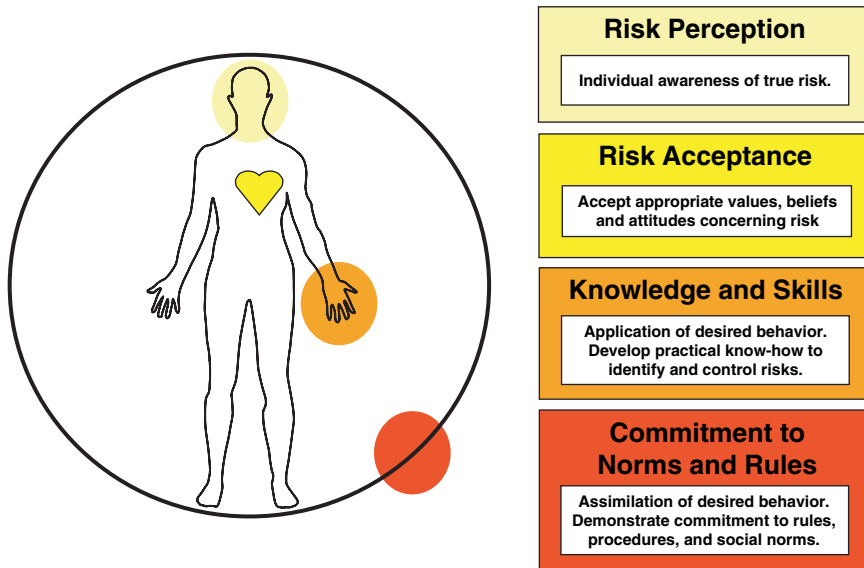 Risk Perception
Individual awareness of true risk.
Risk Acceptance
Accept appropriate values, beliefs
and attitudes concerning risk
Knowledge and Skills
Application of desired behavior.
Develop practical know-how to
identify and control risks.
Commitment to
Norms and Rules
Assimilation of desired behavior.
Demonstrate commitment to rules,
procedures, and social norms.